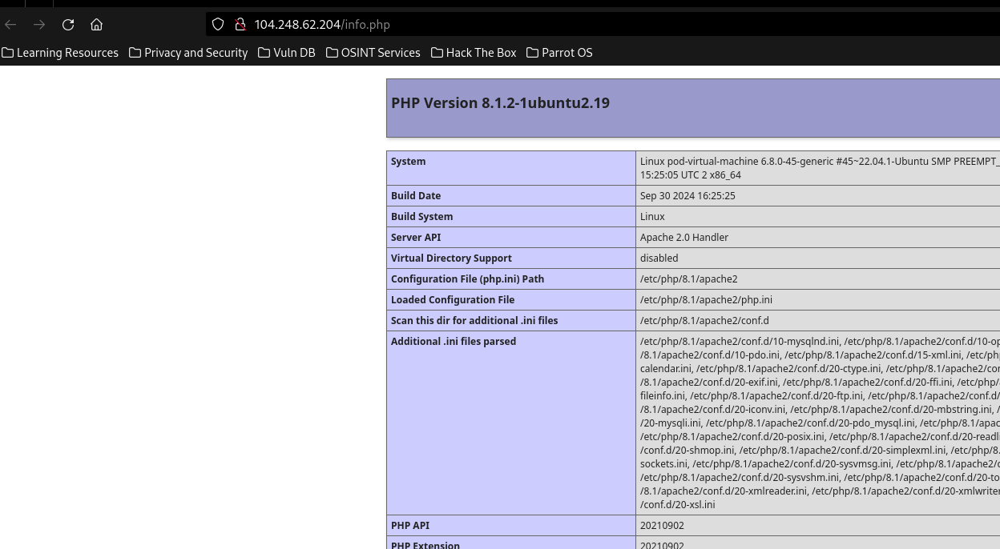 104.248.62.204/info.php
Learning Resources Privacy and Security Vuln DB OSINT Services Hack The Box Parrot OS
PHP Version 8.1.2-1ubuntu2.19
System Linux pod-virtual-machine 6.8.0-45-generic #45~22.04.1-Ubuntu SMP PREEMPT_
15:25:05 UTC 2 x86_64
Build Date Sep 30 2024 16:25:25
Build System Linux
Server API Apache 2.0 Handler
Virtual Directory Support disabled
Configuration File (php.ini) Path /etc/php/8.1/apache2
Loaded Configuration File /etc/php/8.1/apache2/php.ini
Scan this dir for additional .ini files /etc/php/8.1/apache2/conf.d
Additional .ini files parsed /etc/php/8.1/apache2/conf.d/10-mysqlnd.ini, /etc/php/8.1/apache2/conf.d/10-op
/8.1/apache2/conf.d/10-pdo.ini, /etc/php/8.1/apache2/conf.d/15-xml.ini, /etc/php
calendar.ini, /etc/php/8.1/apache2/conf.d/20-ctype.ini, /etc/php/8.1/apache2/con
/8.1/apache2/conf.d/20-exif.ini, /etc/php/8.1/apache2/conf.d/20-ffi.ini, /etc/php/
fileinfo.ini, /etc/php/8.1/apache2/conf.d/20-ftp.ini, /etc/php/8.1/apache2/conf.d/
/8.1/apache2/conf.d/20-iconv.ini, /etc/php/8.1/apache2/conf.d/20-mbstring.ini, /
/20-mysqli.ini, /etc/php/8.1/apache2/conf.d/20-pdo_mysql.ini, /etc/php/8.1/apac
/etc/php/8.1/apache2/conf.d/20-posix.ini, /etc/php/8.1/apache2/conf.d/20-readli
/conf.d/20-shmop.ini, /etc/php/8.1/apache2/conf.d/20-simplexml.ini, /etc/php/8.
sockets.ini, /etc/php/8.1/apache2/conf.d/20-sysvmsg.ini, /etc/php/8.1/apache2/c
/etc/php/8.1/apache2/conf.d/20-sysvshm.ini, /etc/php/8.1/apache2/conf.d/20-to
/8.1/apache2/conf.d/20-xmlreader.ini, /etc/php/8.1/apache2/conf.d/20-xmlwriter
/conf.d/20-xsl.ini
PHP API 20210902
PHP Extension 20210902